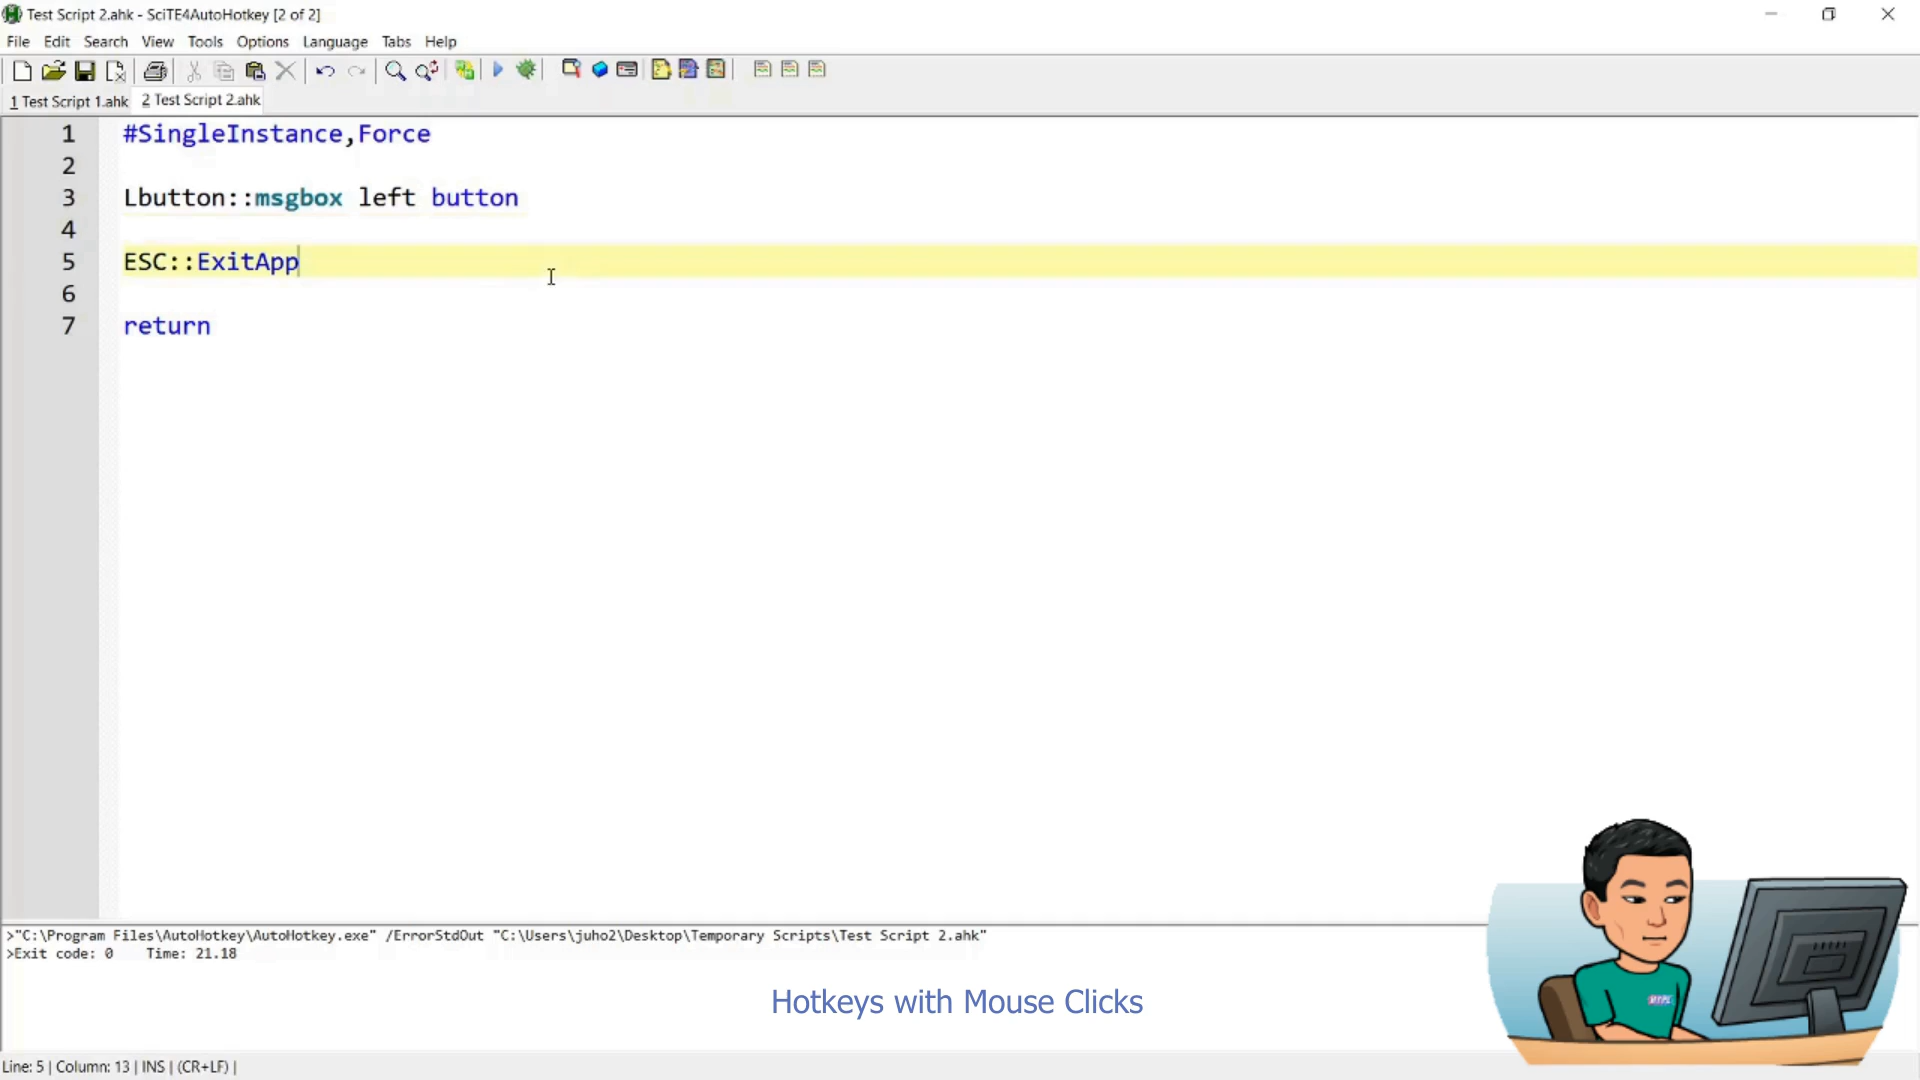 Test Script 2.ahk - SciTE4AutoHotkey [2 of 2]
File Edit Search View Tools Options Language Tabs Help
1 Test Script 1.ahk 2 Test Script 2.ahk
1 #SingleInstance,Force
2
3 Lbutton::msgbox left button
4
5 ESC::ExitApp
6
7 return
>"C:\Program Files\AutoHotkey\AutoHotkey.exe" /ErrorStdOut "C:\Users\juho2\Desktop\Temporary Scripts\Test Script 2.ahk"
>Exit code: 0 Time: 21.18
Hotkeys with Mouse Clicks
Line: 5 | Column: 13 | INS | (CR+LF) |